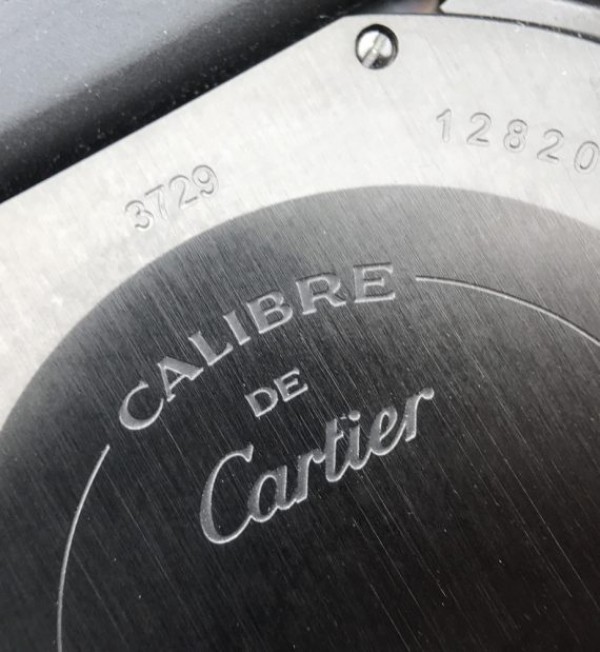 3729
12820
CALIBRE
DE
Cartier